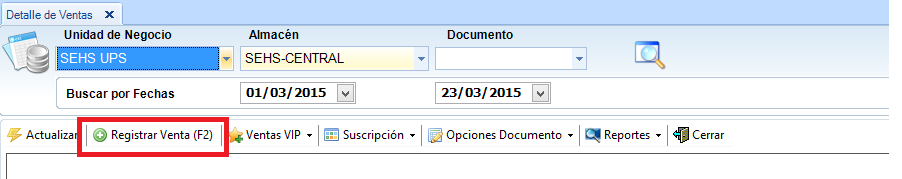 Detalle de Ventas X
Unidad de Negocio Almacén Documento
SEHS UPS SEHS-CENTRAL
Buscar por Fechas 01/03/2015 23/03/2015
Actualizar Registrar Venta (F2) Ventas VIP Suscripción Opciones Documento Reportes Cerrar